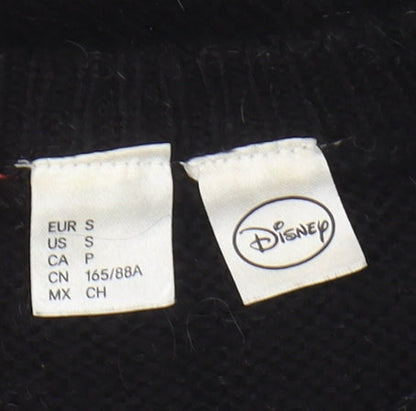 EUR S
US S
CA P
CN 165/88A
MX CH
Disney